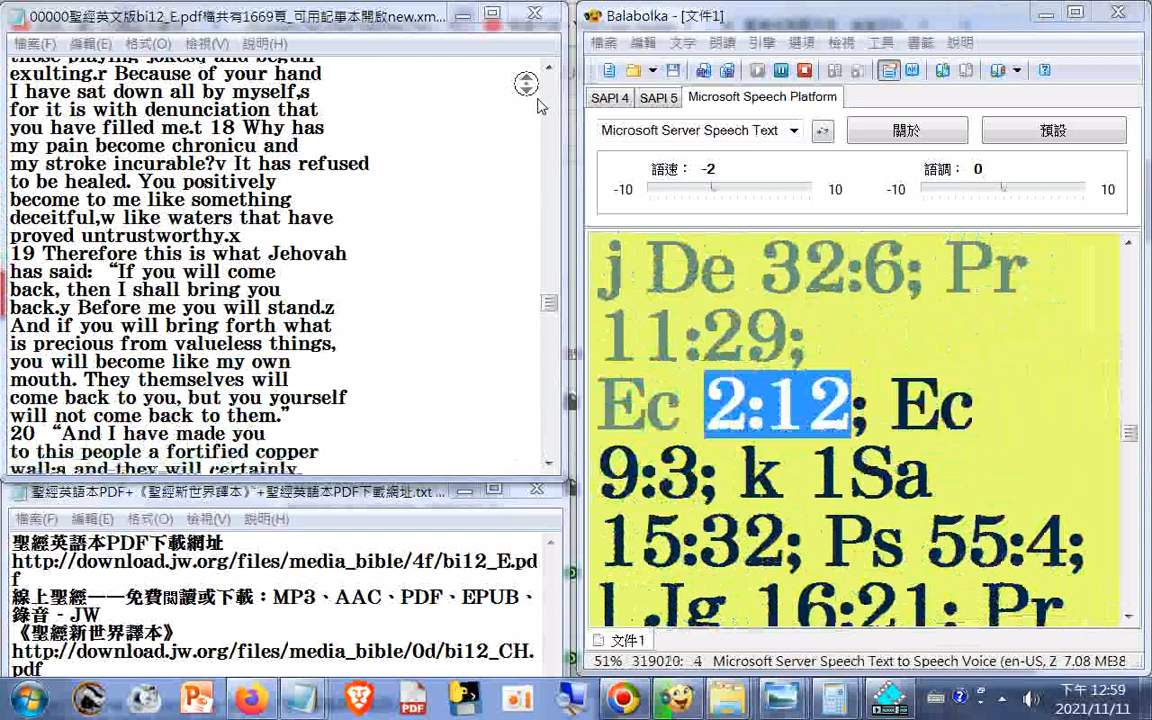 00000聖經英文版bi12_E.pdf檔共有1669頁_可用記事本開啟new.xm...
檔案(F) 編輯(E) 格式(O) 檢視(V) 說明(H)
those playing jokesq and began
exulting.r Because of your hand
I have sat down all by myself,s
for it is with denunciation that
you have filled me.t 18 Why has
my pain become chronicu and
my stroke incurable?v It has refused
to be healed. You positively
become to me like something
deceitful,w like waters that have
proved untrustworthy.x
19 Therefore this is what Jehovah
has said: “If you will come
back, then I shall bring you
back.y Before me you will stand.z
And if you will bring forth what
is precious from valueless things,
you will become like my own
mouth. They themselves will
come back to you, but you yourself
will not come back to them.”
20 “And I have made you
to this people a fortified copper
wall;s and they will certainly
聖經英語本PDF+《聖經新世界譯本》+聖經英語本PDF下載網址.txt ...
檔案(F) 編輯(E) 格式(O) 檢視(V) 說明(H)
聖經英語本PDF下載網址
http://download.jw.org/files/media_bible/4f/bi12_E.pd
f
線上聖經──免費閱讀或下載：MP3、AAC、PDF、EPUB、
錄音 - JW
《聖經新世界譯本》
http://download.jw.org/files/media_bible/0d/bi12_CH.
pdf
Balabolka - [文件1]
檔案 編輯 文字 朗讀 引擎 選項 檢視 工具 書籤 說明
SAPI 4 SAPI 5 Microsoft Speech Platform
Microsoft Server Speech Text 關於 預設
語速： -2 語調： 0
-10 10 -10 10
j De 32:6; Pr
11:29;
Ec 2:12; Ec
9:3; k 1Sa
15:32; Ps 55:4;
l Jg 16:21; Pr
文件1
51% 319020: 4 Microsoft Server Speech Text to Speech Voice (en-US, Z 7.08 MB
下午 12:59
2021/11/11